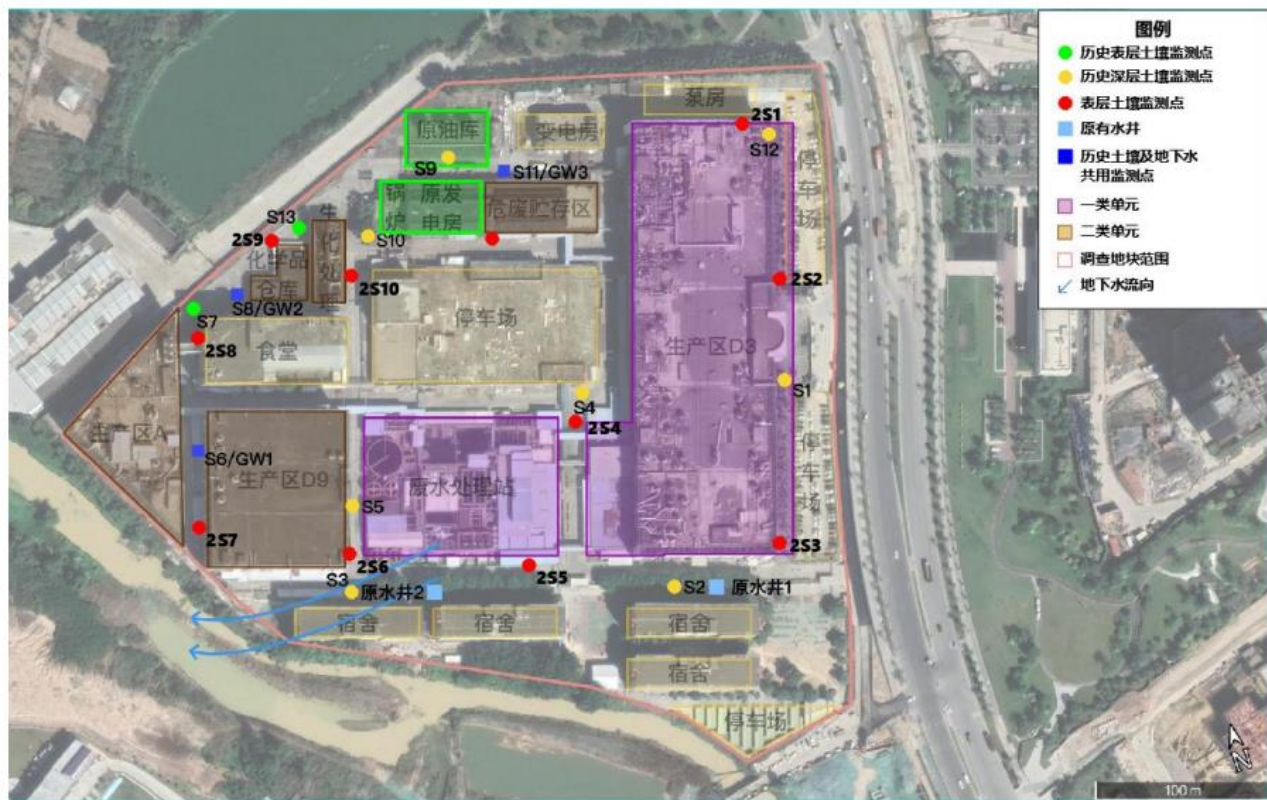 图例
历史表层土壤监测点
历史深层土壤监测点
表层土壤监测点
原有水井
历史土壤及地下水
共用监测点
一类单元
二类单元
调查地块范围
地下水流向
泵房
2S1
S12
原油库
变电房
S9
S11/GW3
停车场
锅炉
原发电房
危废贮存区
S13
2S9
S10
生化处理
化学品仓库
2S10
2S2
S8/GW2
S7
2S8
食堂
停车场
生产区D3
S1
S4
2S4
生产区A
S6/GW1
生产区D9
废水处理站
停车场
S5
2S7
2S6
2S5
2S3
S3
原水井2
S2
原水井1
宿舍
宿舍
宿舍
宿舍
停车场
N
100 m